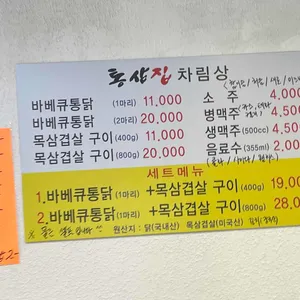 통삼집 차림상
바베큐통닭 (1마리) 11,000
바베큐통닭 (2마리) 20,000
목삼겹살 구이 (400g) 11,000
목삼겹살 구이 (800g) 20,000
소 주 4,000
병맥주 4,500
생맥주 (500cc) 4,50
음료수 (355ml) 2,00
세트메뉴
1.바베큐통닭 (1마리) +목삼겹살 구이 (400g) 19,00
2.바베큐통닭 (1마리) +목삼겹살 구이 (800g) 28,0
원산지 : 닭(국내산) 목삼겹살(미국산)